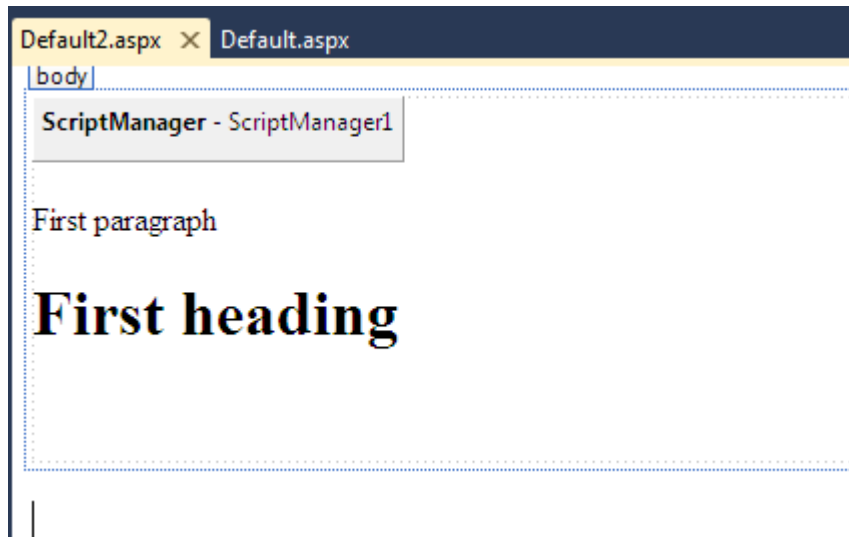 Default2.aspx Default.aspx
body
ScriptManager - ScriptManager1
First paragraph
First heading